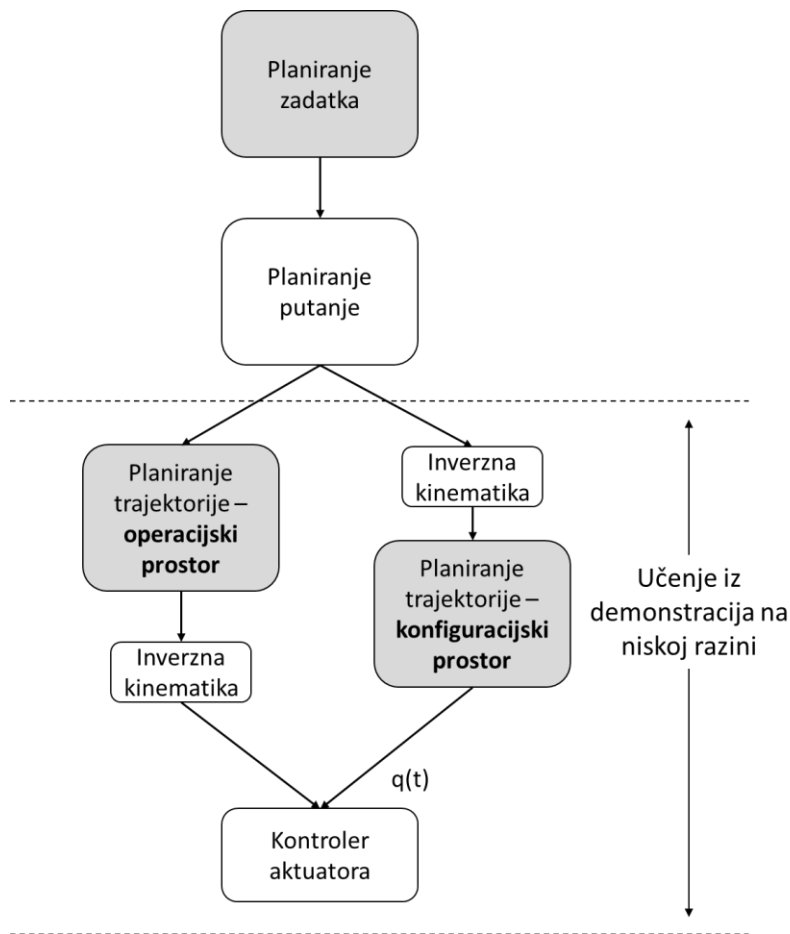 Planiranje
zadatka
Planiranje
putanje
Planiranje
trajektorije –
operacijski
prostor
Inverzna
kinematika
Inverzna
kinematika
Planiranje
trajektorije –
konfiguracijski
prostor
q(t)
Kontroler
aktuatora
Učenje iz
demonstracija na
niskoj razini